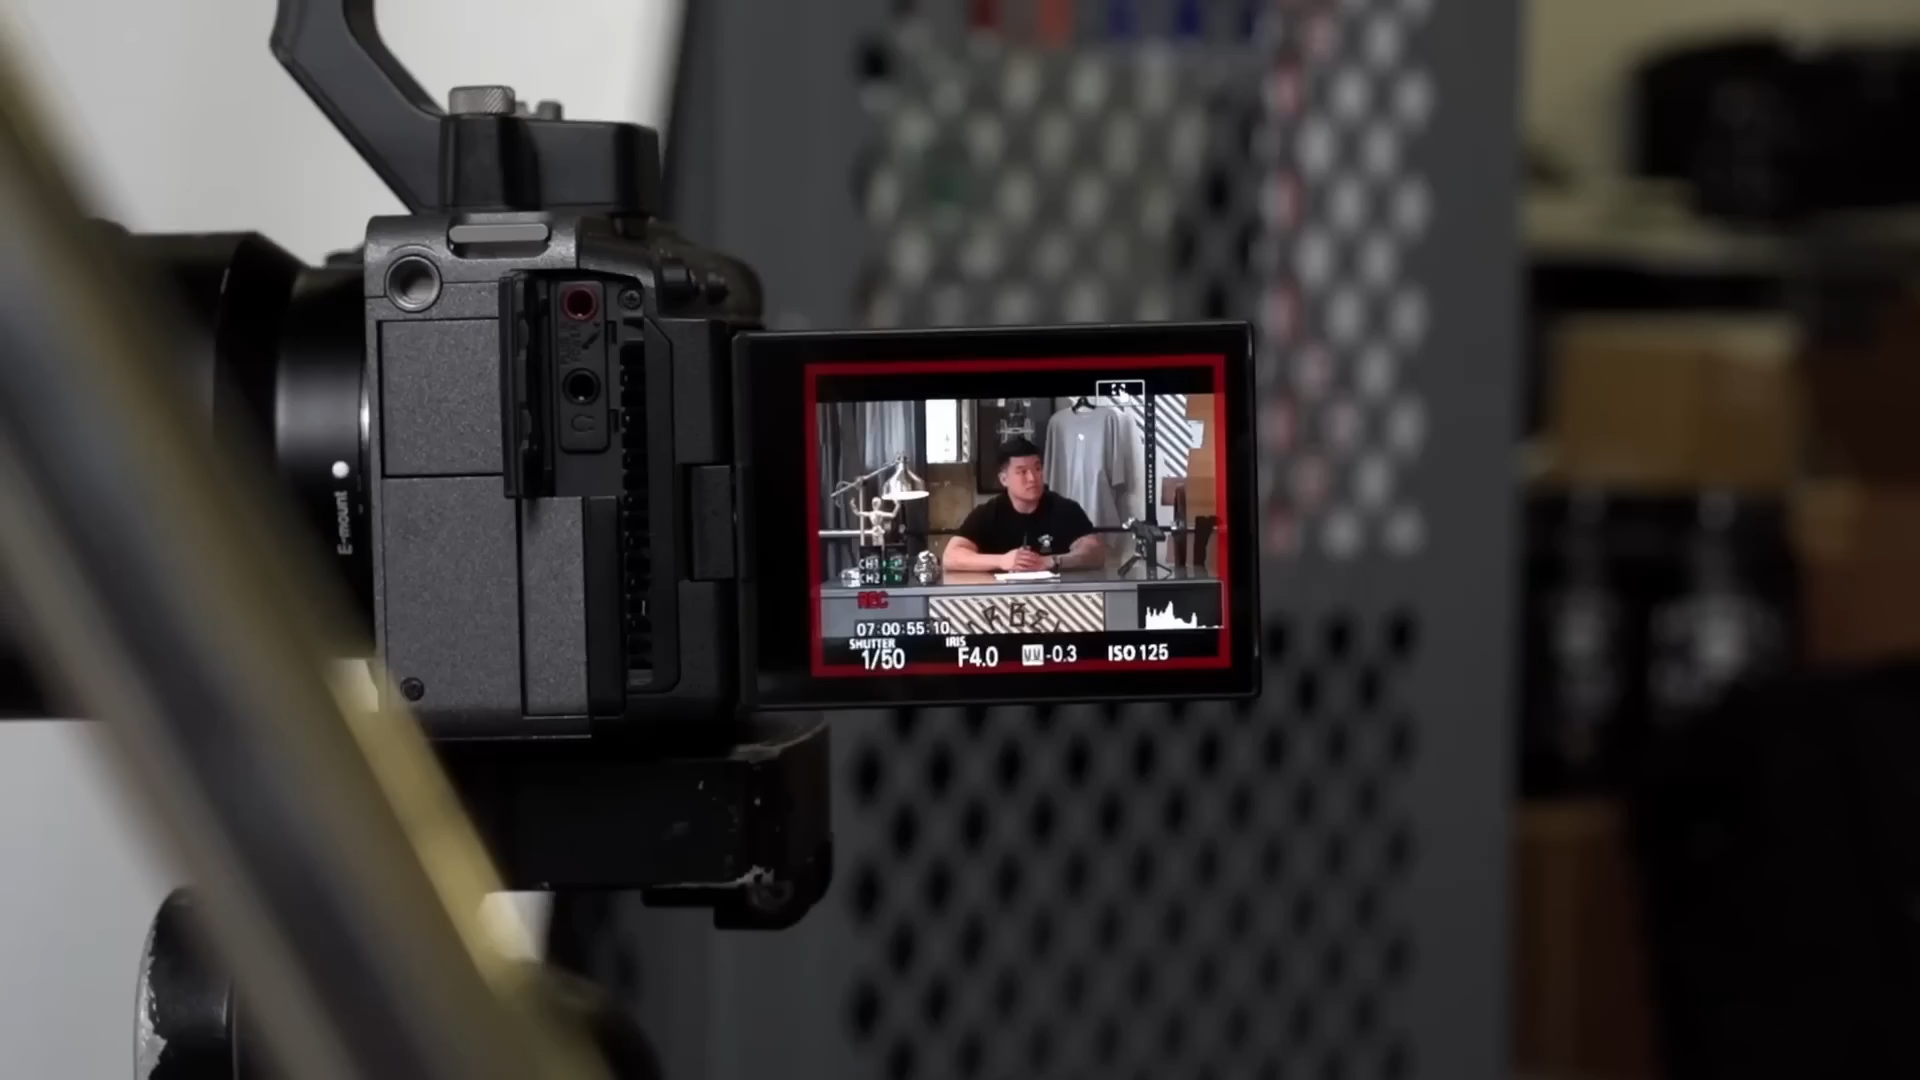 E-mount
CH1
CH2
REC
07:00:55:10
SHUTTER
1/50
IRIS
F4.0
-0.3
ISO 125